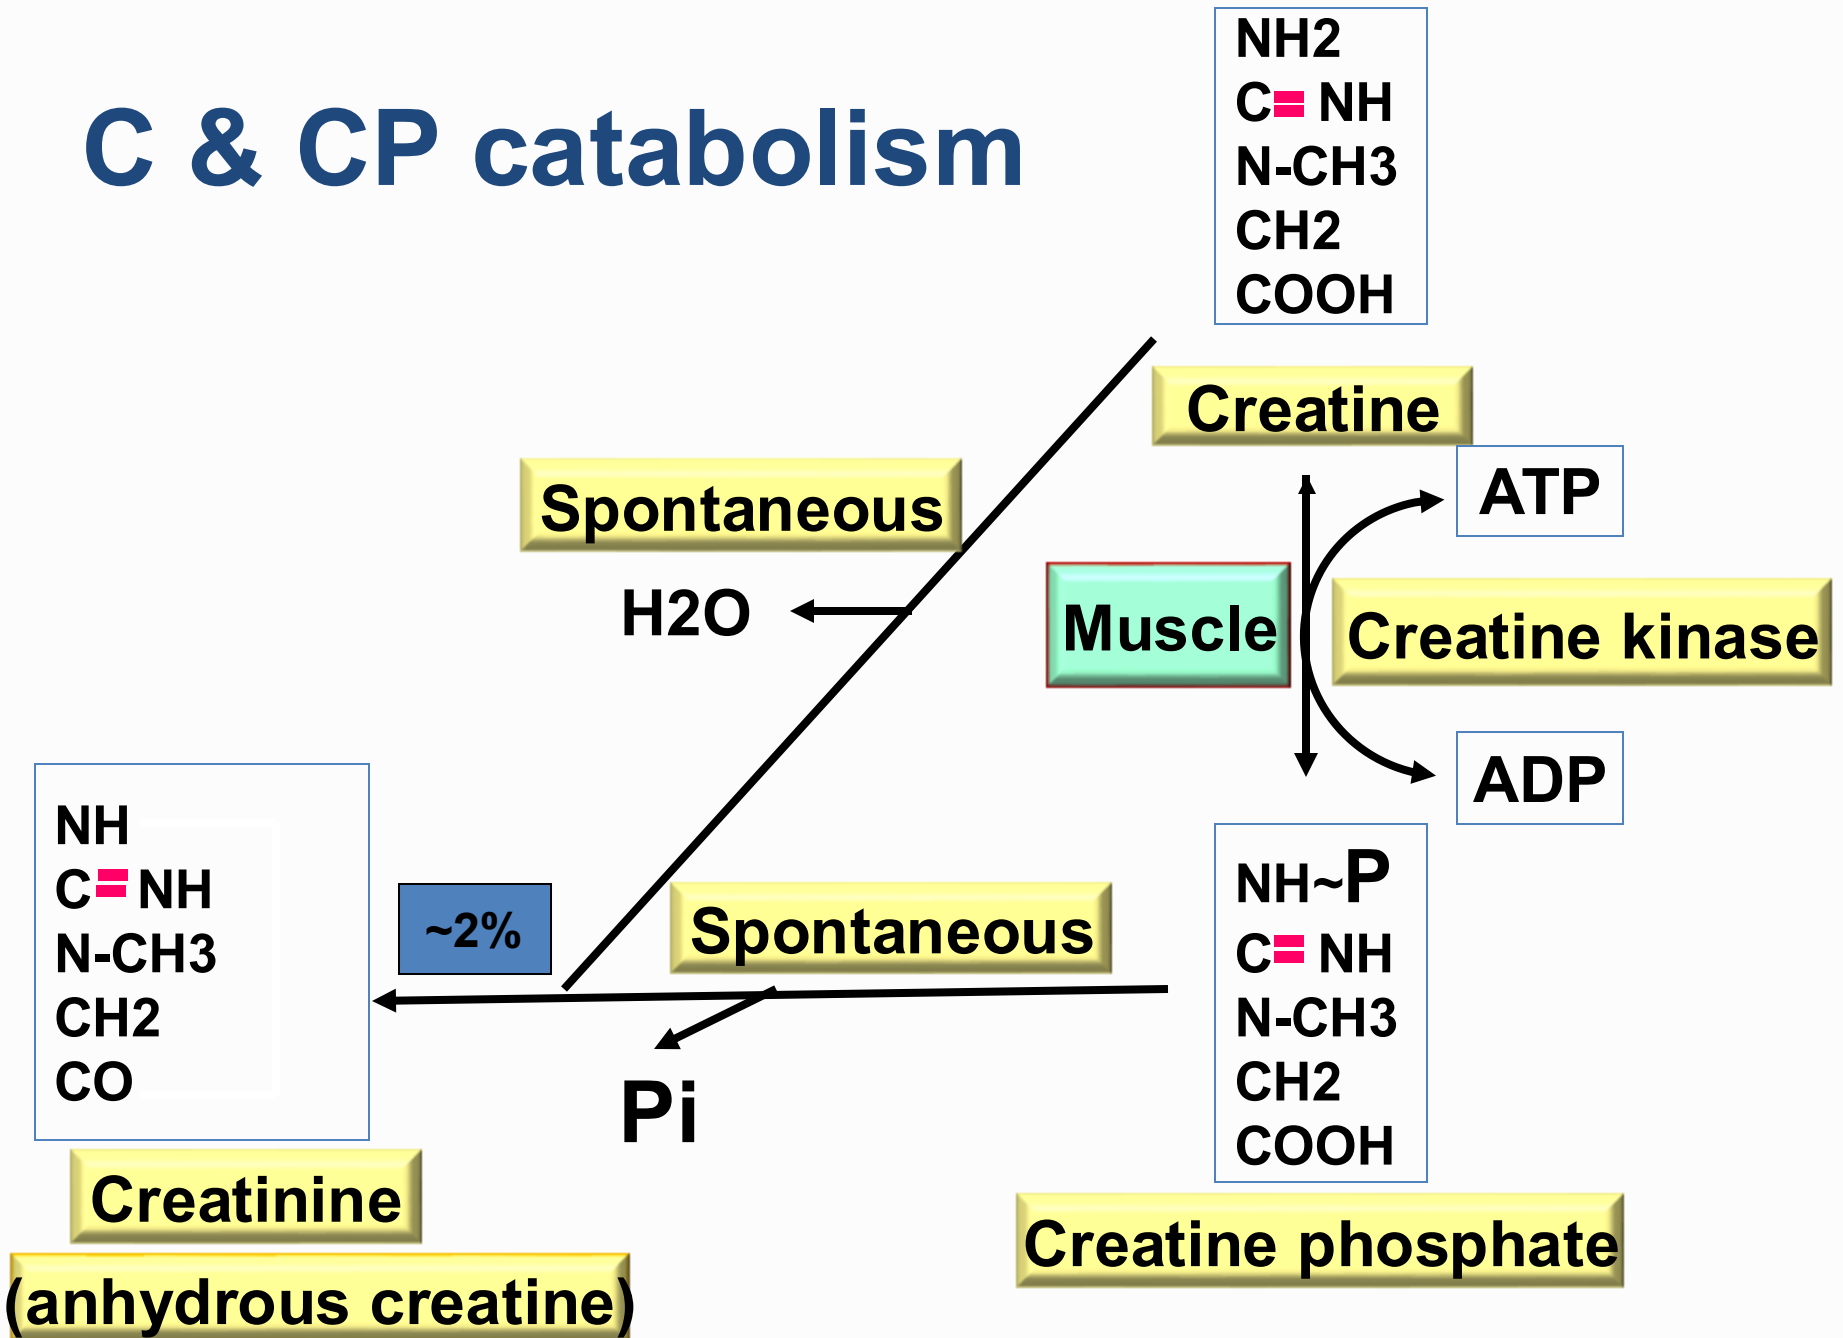 C & CP catabolism
NH2
C= NH
N-CH3
CH2
COOH
Creatine
Spontaneous
H2O
Muscle
ATP
Creatine kinase
ADP
NH
C=NH
N-CH3
CH2
CO
~2%
Spontaneous
Pi
NH~P
C= NH
N-CH3
CH2
COOH
Creatinine
(anhydrous creatine)
Creatine phosphate